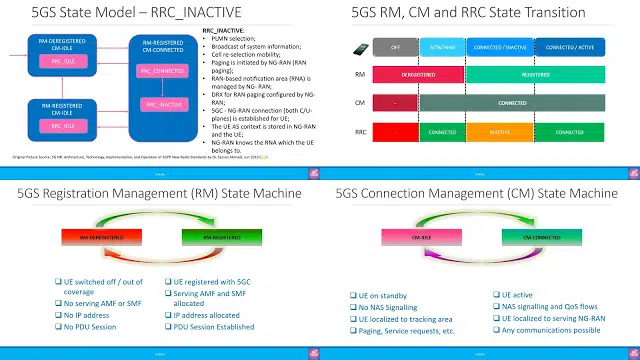 5GS State Model – RRC_INACTIVE
RM-DEREGISTERED
CM-IDLE
RRC_IDLE
RM-REGISTERED
CM-CONNECTED
RRC_CONNECTED
RRC_INACTIVE
RM-REGISTERED
CM-IDLE
RRC_IDLE
RRC_INACTIVE:
• PLMN selection;
• Broadcast of system information;
• Cell re-selection mobility;
• Paging is initiated by NG-RAN (RAN
paging);
• RAN-based notification area (RNA) is
managed by NG- RAN;
• DRX for RAN paging configured by NG-
RAN;
• 5GC - NG-RAN connection (both C/U-
planes) is established for UE;
• The UE AS context is stored in NG-RAN
and the UE;
• NG-RAN knows the RNA which the UE
belongs to.
Original Picture Source: 5G NR: Architecture, Technology, Implementation, and Operation of 3GPP New Radio Standards by Dr. Sassan Ahmadi, Jun 2019
5GS RM, CM and RRC State Transition
OFF
ATTACHING
CONNECTED / INACTIVE
CONNECTED / ACTIVE
RM
DEREGISTERED
REGISTERED
CM
-
CONNECTED
RRC
-
CONNECTED
INACTIVE
CONNECTED
5GS Registration Management (RM) State Machine
RM-DEREGISTERED
RM-REGISTERED
❑ UE switched off / out of
coverage
❑ No serving AMF or SMF
❑ No IP address
❑ No PDU Session
❑ UE registered with 5GC
❑ Serving AMF and SMF
allocated
❑ IP address allocated
❑ PDU Session Established
5GS Connection Management (CM) State Machine
CM-IDLE
CM-CONNECTED
❑ UE on standby
❑ No NAS Signalling
❑ UE localized to tracking area
❑ Paging, Service requests, etc.
❑ UE active
❑ NAS signalling and QoS flows
❑ UE localized to serving NG-RAN
❑ Any communications possible